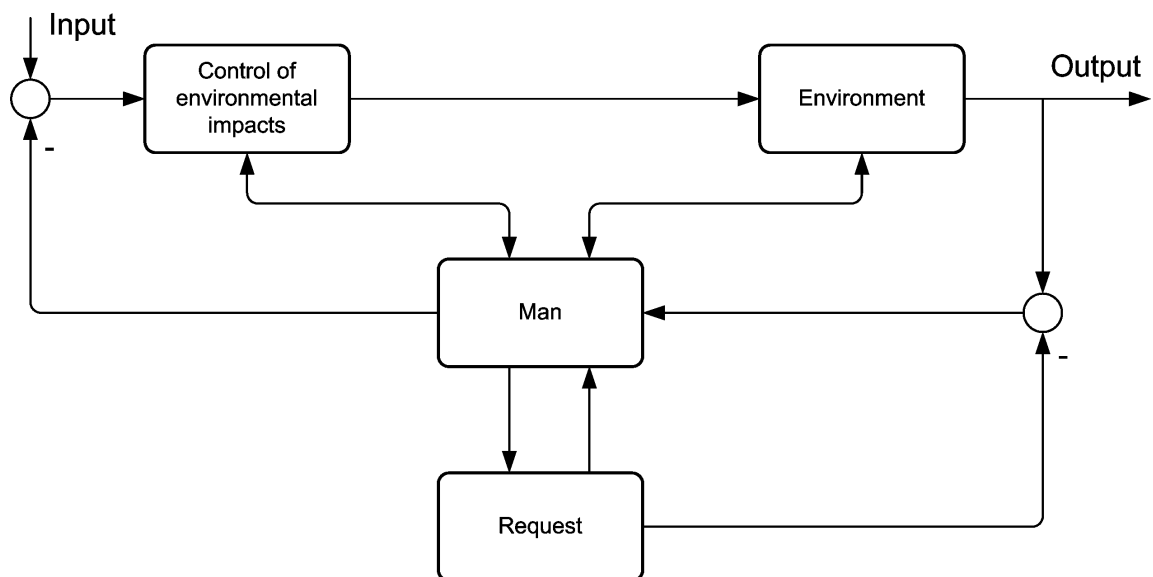 Input
Control of
environmental
impacts
Environment
Output
-
Man
-
Request